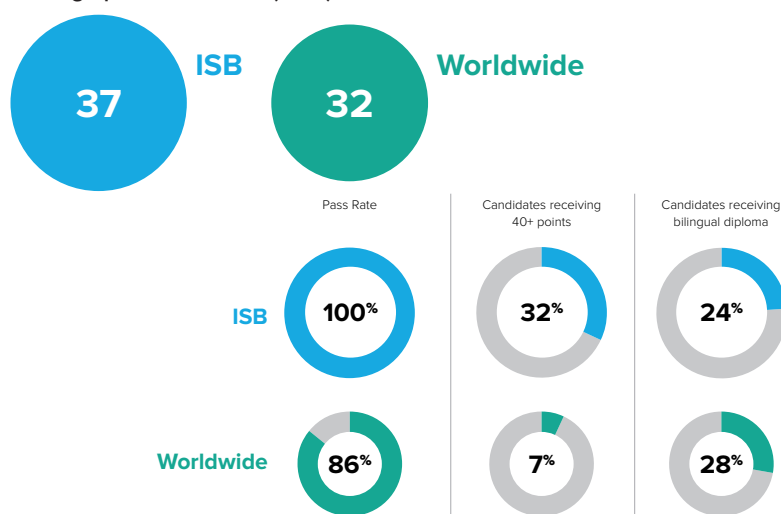 ISB
Worldwide
37
32
Pass Rate
Candidates receiving
40+ points
Candidates receiving
bilingual diploma
ISB
100%
32%
24%
Worldwide
86%
7%
28%